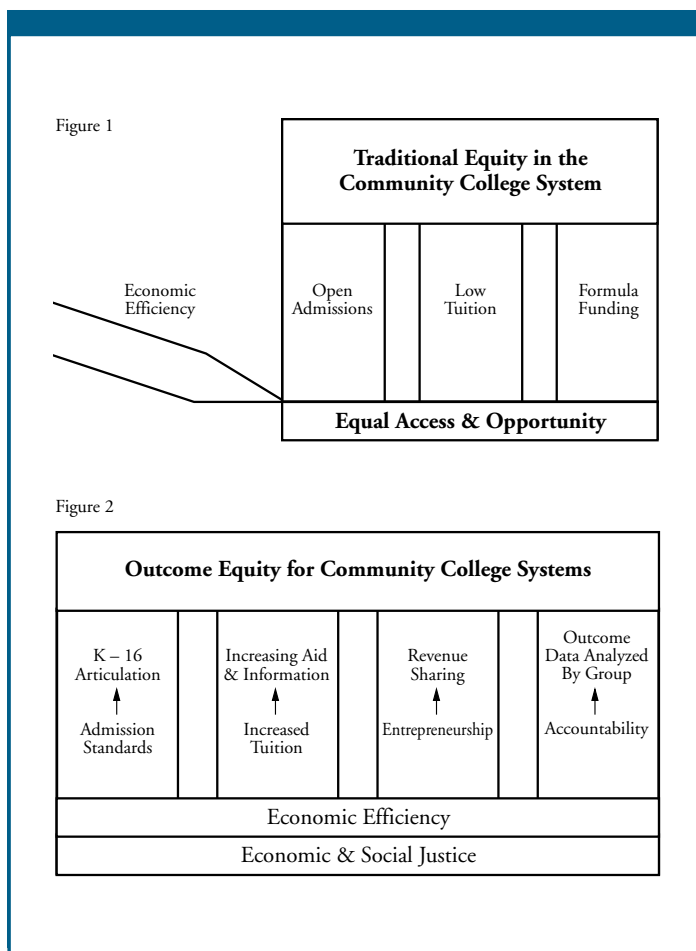 Figure 1
Traditional Equity in the
Community College System
Economic
Efficiency
Open
Admissions
Low
Tuition
Formula
Funding
Equal Access & Opportunity
Figure 2
Outcome Equity for Community College Systems
K – 16
Articulation
Admission
Standards
Increasing Aid
& Information
Increased
Tuition
Revenue
Sharing
Entrepreneurship
Outcome
Data Analyzed
By Group
Accountability
Economic Efficiency
Economic & Social Justice